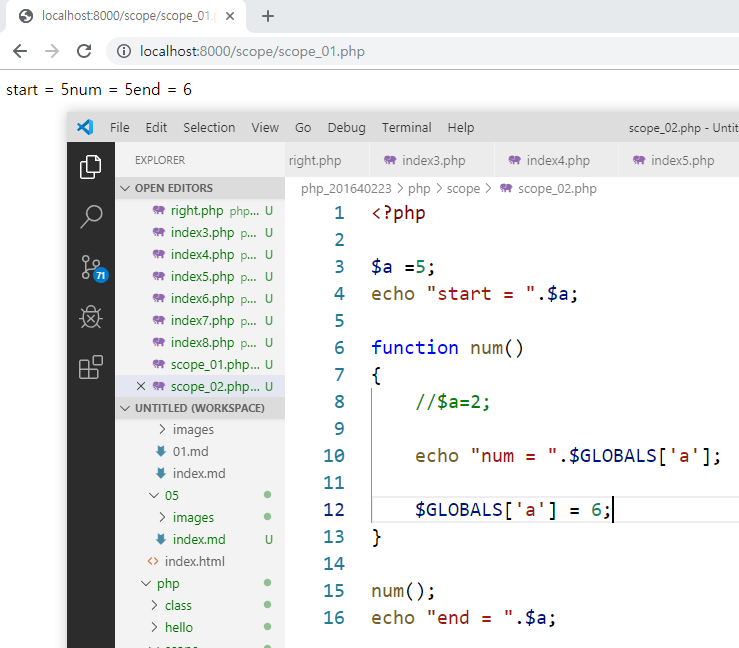 localhost:8000/scope/scope_01.
localhost:8000/scope/scope_01.php
start = 5num = 5end = 6
File Edit Selection View Go Debug Terminal Help scope_02.php - Untit
EXPLORER
OPEN EDITORS
right.php php... U
index3.php p... U
index4.php p... U
index5.php p... U
index6.php p... U
index7.php p... U
index8.php p... U
scope_01.php... U
scope_02.php... U
UNTITLED (WORKSPACE)
images
01.md
index.md
05
images
index.md U
index.html
php
class
hello
71
right.php index3.php index4.php index5.php
php_201640223 > php > scope > scope_02.php
1 <?php
2
3 $a =5;
4 echo "start = ".$a;
5
6 function num()
7 {
8 //$a=2;
9
10 echo "num = ".$GLOBALS['a'];
11
12 $GLOBALS['a'] = 6;
13 }
14
15 num();
16 echo "end = ".$a;